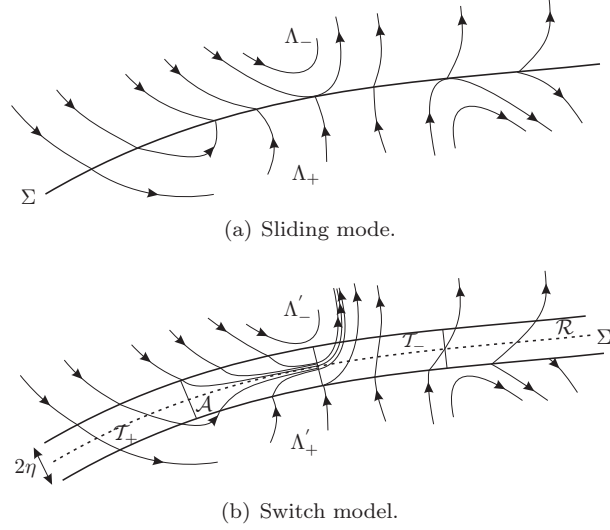 Λ₋
Σ
Λ₊
(a) Sliding mode.
Λ'₋
𝒯₋
ℛ
Σ
𝒜
𝒯₊
Λ'₊
2η
(b) Switch model.